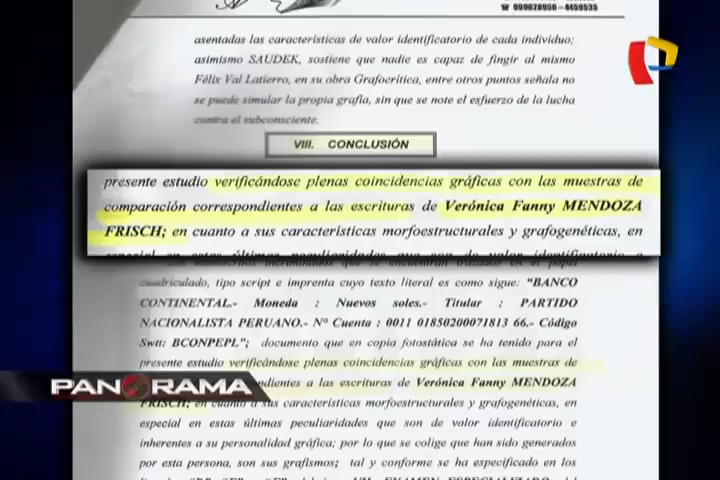 ☎ 999678056 - 4459535
asentadas las características de valor identificatorio de cada individuo;
asimismo SAUDEK, sostiene que nadie es capaz de fingir al mismo
Félix Val Latierro, en su obra Grafocrítica, entre otros puntos señala no
se puede simular la propia grafía, sin que se note el esfuerzo de la lucha
contra el subconsciente.
VIII. CONCLUSIÓN
presente estudio verificándose plenas coincidencias gráficas con las muestras de
comparación correspondientes a las escrituras de Verónica Fanny MENDOZA
FRISCH; en cuanto a sus características morfoestructurales y grafogenéticas, en
cuadriculado, tipo script e imprenta cuyo texto literal es como sigue: "BANCO
CONTINENTAL.- Moneda : Nuevos soles.- Titular : PARTIDO
NACIONALISTA PERUANO.- Nº Cuenta : 0011 01850200071813 66.- Código
Swtt: BCONPEPL"; documento que en copia fotostática se ha tenido para el
presente estudio verificándose plenas coincidencias gráficas con las muestras de
PANORAMA
ndientes a las escrituras de Verónica Fanny MENDOZA
FRISCH; en cuanto a sus características morfoestructurales y grafogenéticas, en
especial en estas últimas peculiaridades que son de valor identificatorio e
inherentes a su personalidad gráfica; por lo que se colige que han sido generados
por esta persona, son sus grafismos; tal y conforme se ha especificado en los